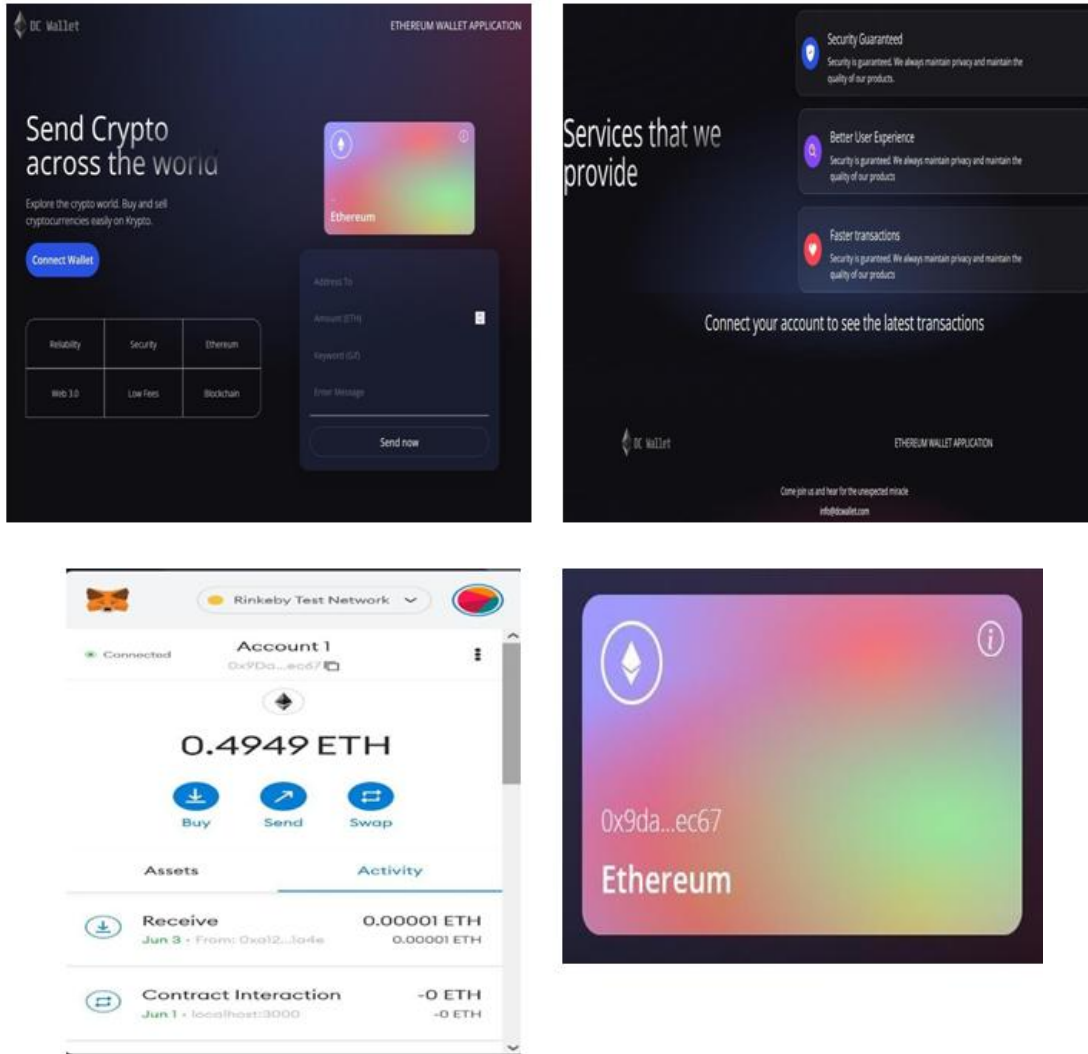 DC Wallet
ETHEREUM WALLET APPLICATION
Send Crypto
across the world
Explore the crypto world. Buy and sell
cryptocurrencies easily on Krypto.
Connect Wallet
Reliability
Security
Ethereum
Web 3.0
Low Fees
Blockchain
Ethereum
Address To
Amount (ETH)
Keyword (Gif)
Enter Message
Send now
Services that we
provide
Security Guaranteed
Security is guaranteed. We always maintain privacy and maintain the
quality of our products.
Better User Experience
Security is guranteed. We always maintain privacy and maintain the
quality of our products
Faster transactions
Security is guranteed. We always maintain privacy and maintain the
quality of our products
Connect your account to see the latest transactions
DC Wallet
ETHEREUM WALLET APPLICATION
Come join us and hear for the unexpected miracle
info@dcwallet.com
Rinkeby Test Network
Connected
Account 1
0x9Da...ec67
0.4949 ETH
Buy
Send
Swap
Assets
Activity
Receive
0.00001 ETH
Jun 3 · From: 0xa12...1a4e
0.00001 ETH
Contract Interaction
-0 ETH
Jun 1 · localhost:3000
-0 ETH
i
0x9da...ec67
Ethereum